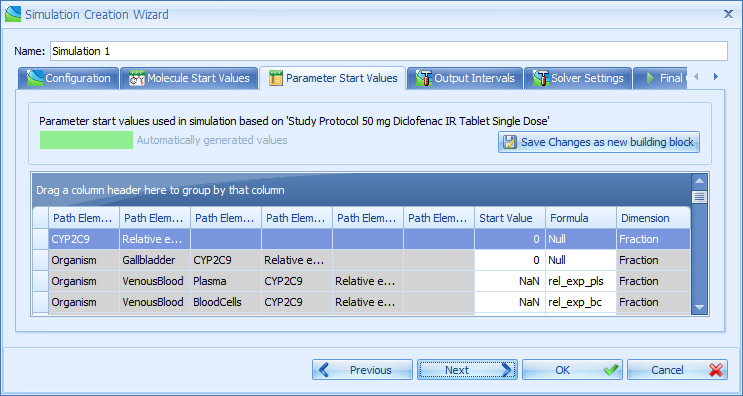 Simulation Creation Wizard
Name: Simulation 1
Configuration Molecule Start Values Parameter Start Values Output Intervals Solver Settings Final
Parameter start values used in simulation based on 'Study Protocol 50 mg Diclofenac IR Tablet Single Dose'
Automatically generated values
Save Changes as new building block
Drag a column header here to group by that column
Path Elem... Path Elem... Path Elem... Path Elem... Path Elem... Path Elem... Start Value Formula Dimension
CYP2C9 Relative e... 0 Null Fraction
Organism Gallbladder CYP2C9 Relative e... 0 Null Fraction
Organism VenousBlood Plasma CYP2C9 Relative e... NaN rel_exp_pls Fraction
Organism VenousBlood BloodCells CYP2C9 Relative e... NaN rel_exp_bc Fraction
Previous Next OK Cancel